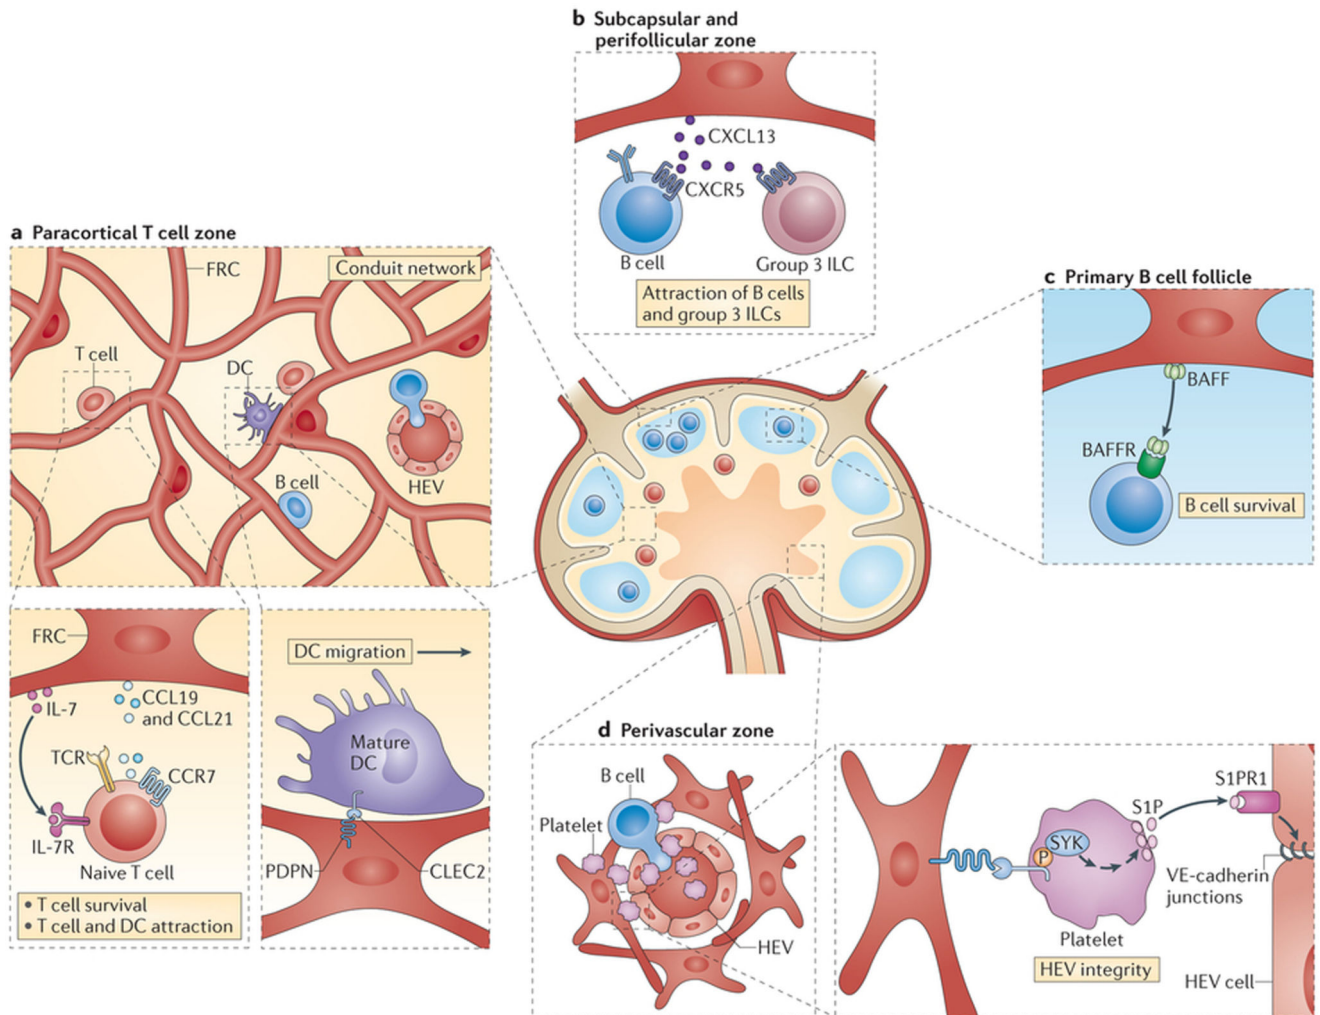 b Subcapsular and
perifollicular zone
CXCL13
CXCR5
B cell
Group 3 ILC
Attraction of B cells
and group 3 ILCs
a Paracortical T cell zone
FRC
Conduit network
T cell
DC
B cell
HEV
c Primary B cell follicle
BAFF
BAFFR
B cell survival
FRC
IL-7
CCL19
and CCL21
TCR
CCR7
IL-7R
Naive T cell
• T cell survival
• T cell and DC attraction
DC migration
Mature
DC
PDPN
CLEC2
d Perivascular zone
B cell
Platelet
HEV
S1PR1
S1P
SYK
P
VE-cadherin
junctions
Platelet
HEV integrity
HEV cell